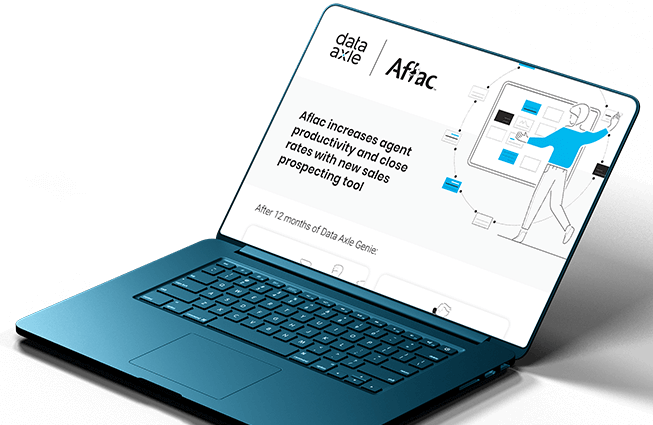 data
axle
Aflac
Aflac increases agent
productivity and close
rates with new sales
prospecting tool
After 12 months of Data Axle Genie: